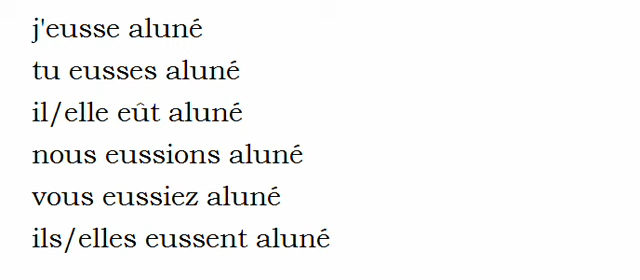 j'eusse aluné
tu eusses aluné
il/elle eût aluné
nous eussions aluné
vous eussiez aluné
ils/elles eussent aluné